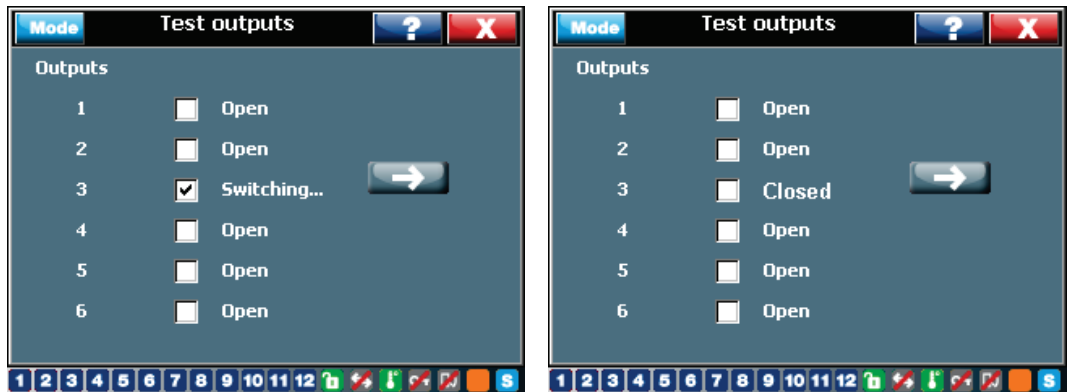 Mode Test outputs ? X
Outputs
1 Open
2 Open
3 Switching...
4 Open
5 Open
6 Open
1 2 3 4 5 6 7 8 9 10 11 12 S
Mode Test outputs ? X
Outputs
1 Open
2 Open
3 Closed
4 Open
5 Open
6 Open
1 2 3 4 5 6 7 8 9 10 11 12 S